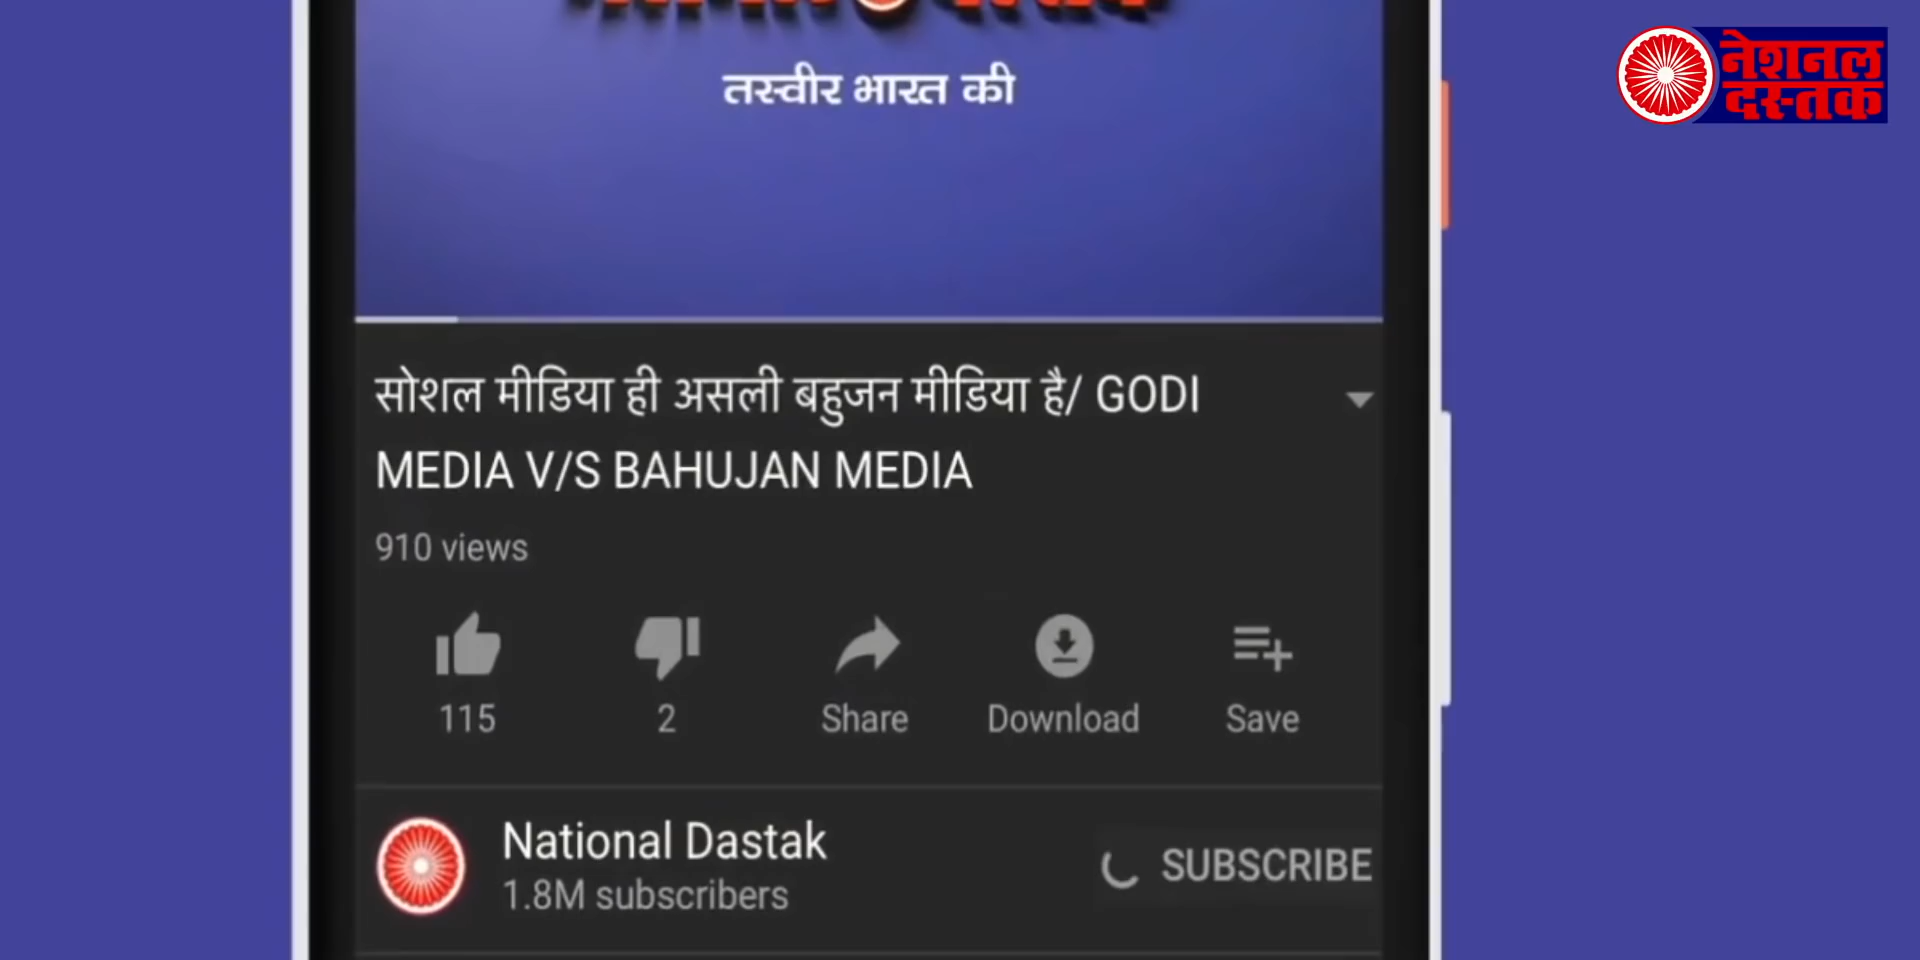 तस्वीर भारत की
नेशनल
दस्तक
सोशल मीडिया ही असली बहुजन मीडिया है/ GODI
MEDIA V/S BAHUJAN MEDIA
910 views
115
2
Share
Download
Save
National Dastak
1.8M subscribers
SUBSCRIBE